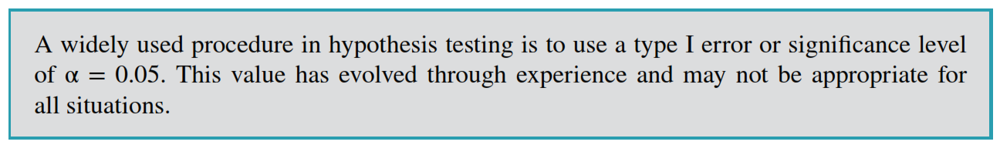 A widely used procedure in hypothesis testing is to use a type I error or significance level
of α = 0.05. This value has evolved through experience and may not be appropriate for
all situations.